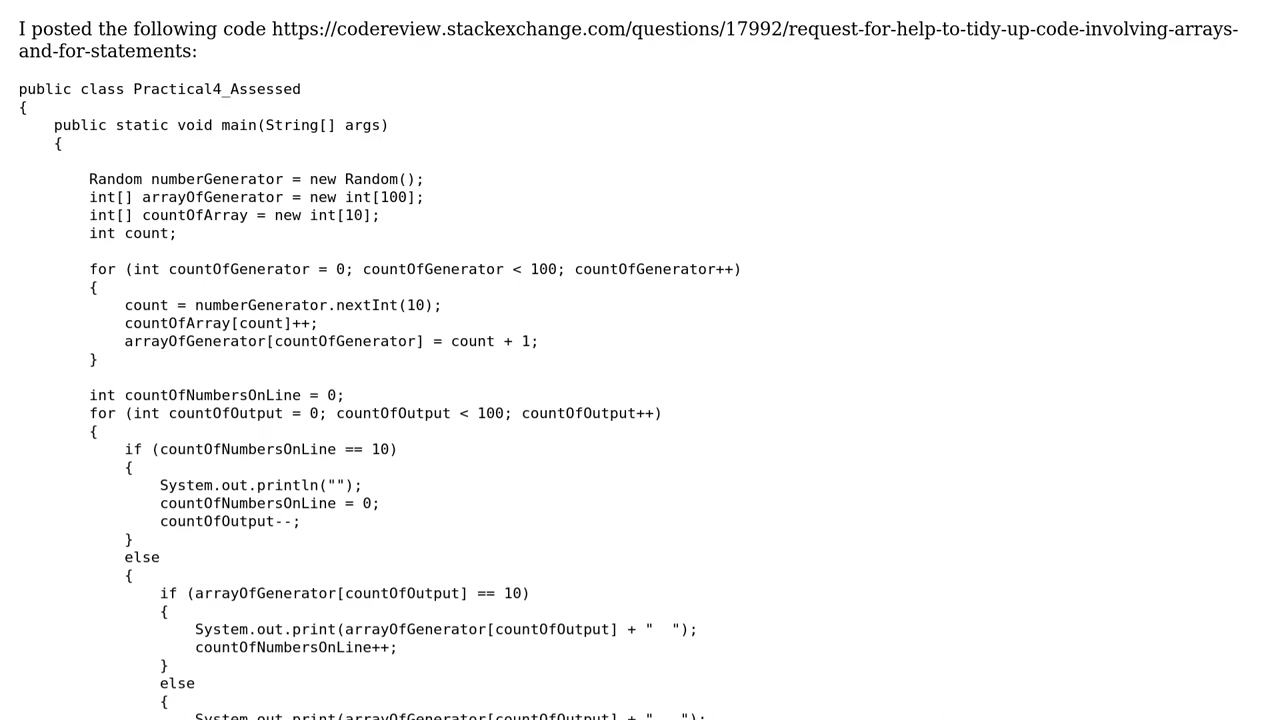 I posted the following code https://codereview.stackexchange.com/questions/17992/request-for-help-to-tidy-up-code-involving-arrays-
and-for-statements:
public class Practical4_Assessed
{
    public static void main(String[] args)
    {
        Random numberGenerator = new Random();
        int[] arrayOfGenerator = new int[100];
        int[] countOfArray = new int[10];
        int count;
        for (int countOfGenerator = 0; countOfGenerator < 100; countOfGenerator++)
        {
            count = numberGenerator.nextInt(10);
            countOfArray[count]++;
            arrayOfGenerator[countOfGenerator] = count + 1;
        }
        int countOfNumbersOnLine = 0;
        for (int countOfOutput = 0; countOfOutput < 100; countOfOutput++)
        {
            if (countOfNumbersOnLine == 10)
            {
                System.out.println("");
                countOfNumbersOnLine = 0;
                countOfOutput--;
            }
            else
            {
                if (arrayOfGenerator[countOfOutput] == 10)
                {
                    System.out.print(arrayOfGenerator[countOfOutput] + "  ");
                    countOfNumbersOnLine++;
                }
                else
                {
                    System.out.print(arrayOfGenerator[countOfOutput] + "   ");